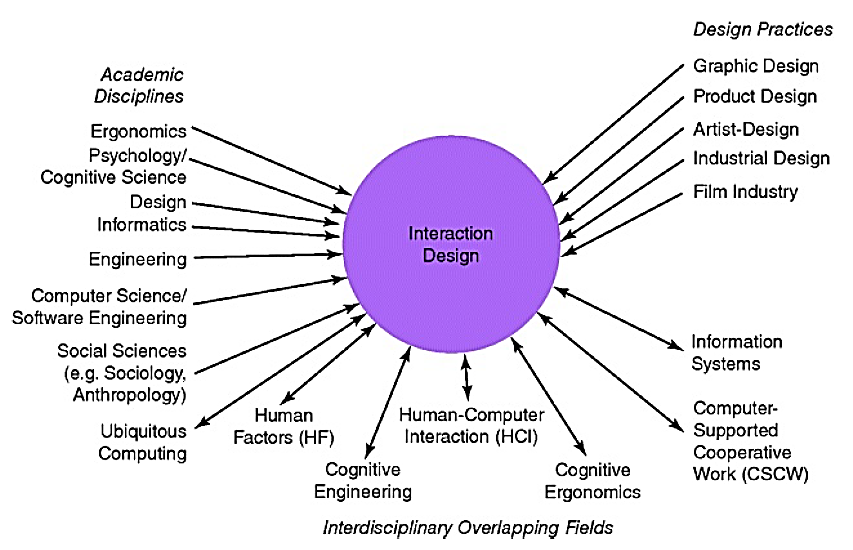 Design Practices
Graphic Design
Product Design
Artist-Design
Industrial Design
Film Industry
Academic
Disciplines
Ergonomics
Psychology/
Cognitive Science
Design
Informatics
Engineering
Computer Science/
Software Engineering
Social Sciences
(e.g. Sociology,
Anthropology)
Ubiquitous
Computing
Interaction
Design
Human
Factors (HF)
Cognitive
Engineering
Human-Computer
Interaction (HCI)
Cognitive
Ergonomics
Information
Systems
Computer-
Supported
Cooperative
Work (CSCW)
Interdisciplinary Overlapping Fields